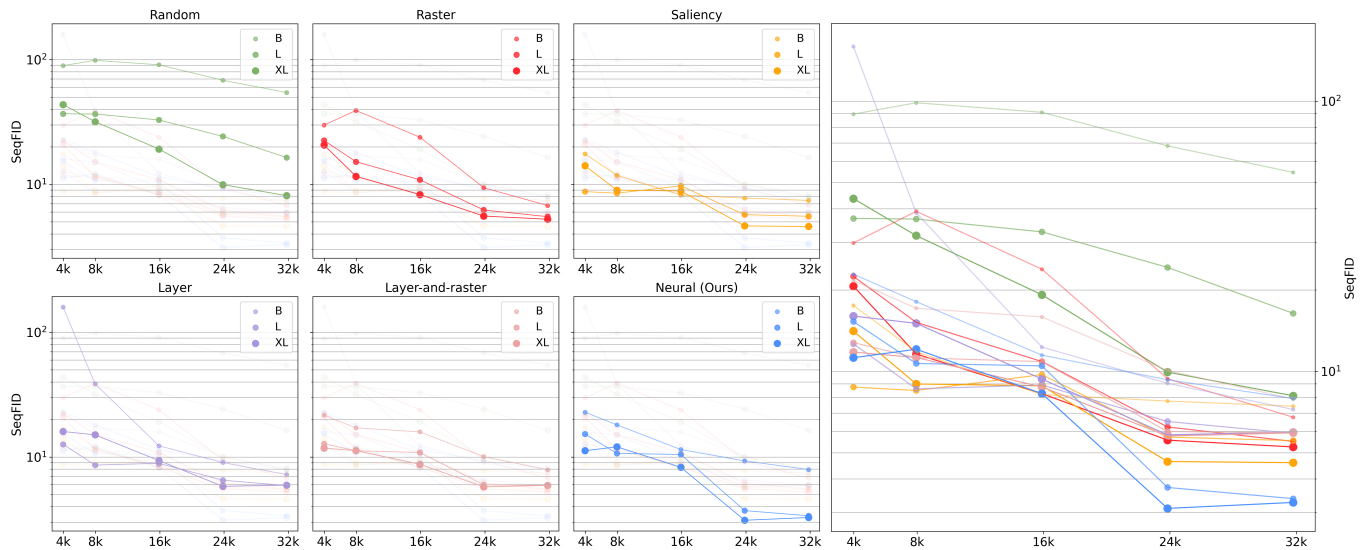 Random
Raster
Saliency
B
L
XL
B
L
XL
B
L
XL
10²
10¹
SeqFID
4k 8k 16k 24k 32k
4k 8k 16k 24k 32k
4k 8k 16k 24k 32k
Layer
Layer-and-raster
Neural (Ours)
B
L
XL
B
L
XL
B
L
XL
10²
10¹
SeqFID
4k 8k 16k 24k 32k
4k 8k 16k 24k 32k
4k 8k 16k 24k 32k
10²
10¹
SeqFID
4k 8k 16k 24k 32k